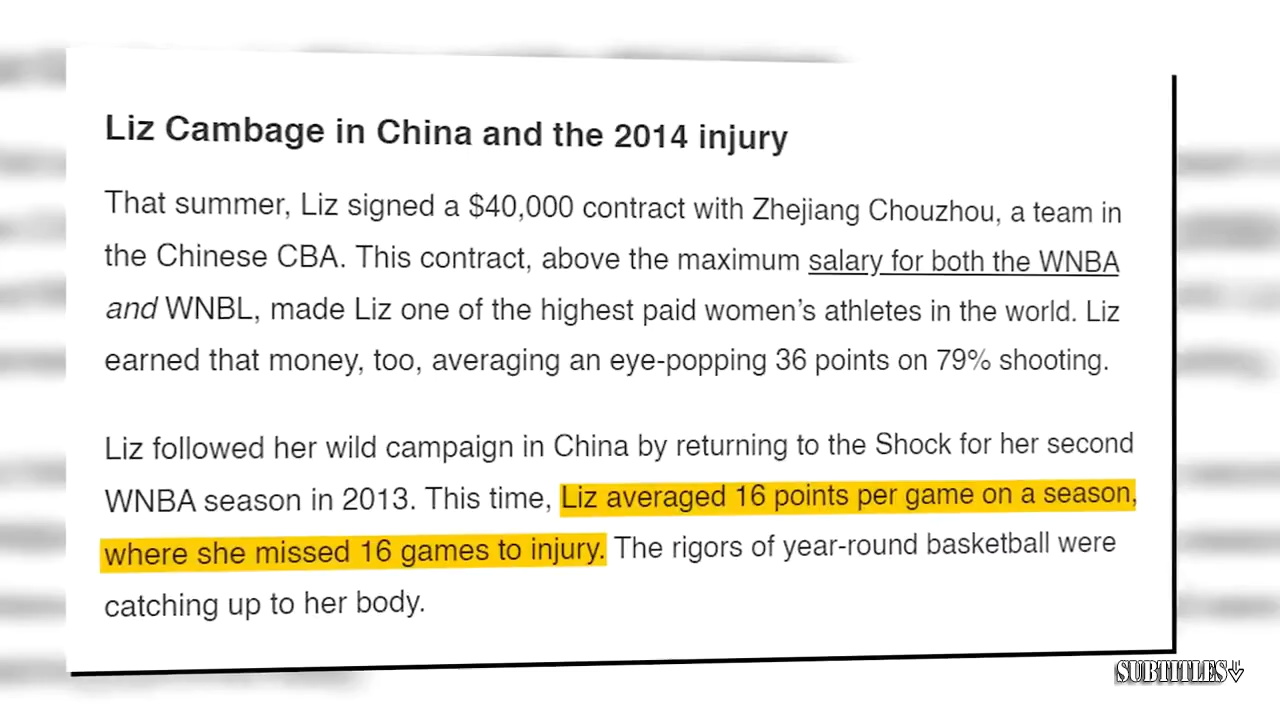 Liz Cambage in China and the 2014 injury
That summer, Liz signed a $40,000 contract with Zhejiang Chouzhou, a team in
the Chinese CBA. This contract, above the maximum salary for both the WNBA
and WNBL, made Liz one of the highest paid women’s athletes in the world. Liz
earned that money, too, averaging an eye-popping 36 points on 79% shooting.
Liz followed her wild campaign in China by returning to the Shock for her second
WNBA season in 2013. This time, Liz averaged 16 points per game on a season,
where she missed 16 games to injury. The rigors of year-round basketball were
catching up to her body.
SUBTITLES